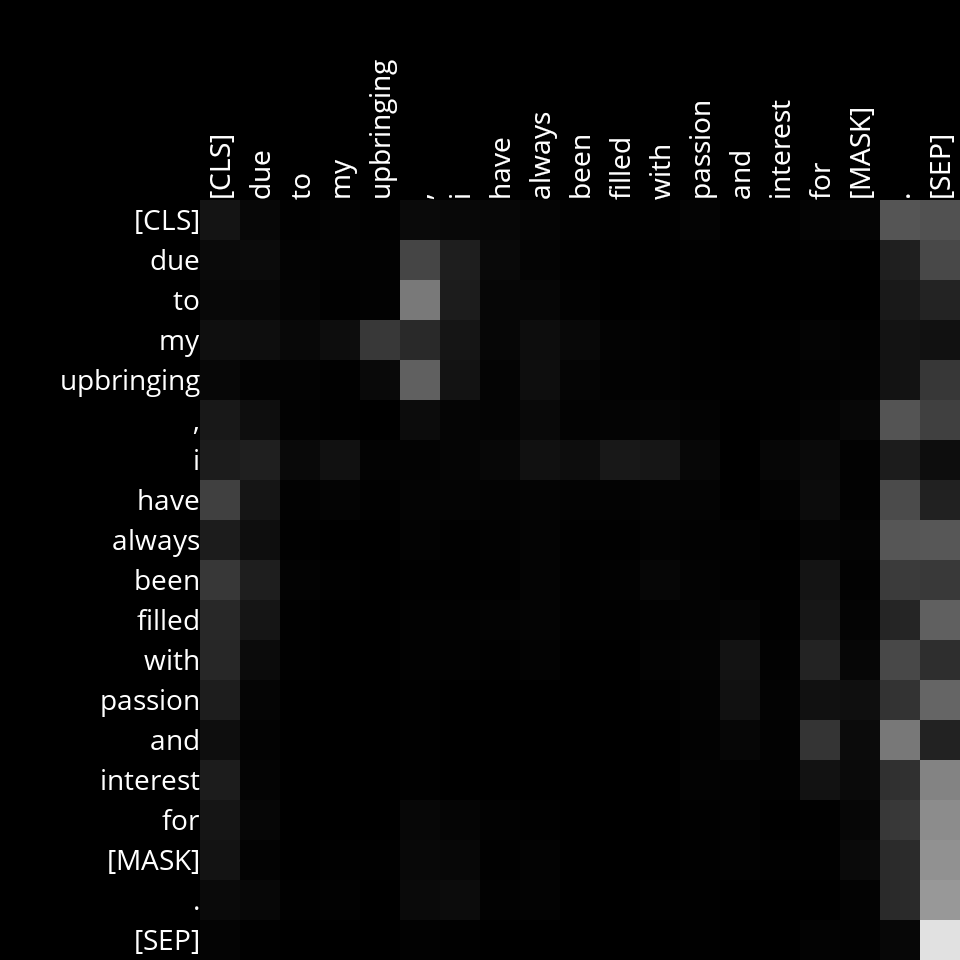 [CLS] due to my upbringing , i have always been filled with passion and interest for [MASK] . [SEP]
[CLS]
due
to
my
upbringing
,
i
have
always
been
filled
with
passion
and
interest
for
[MASK]
.
[SEP]